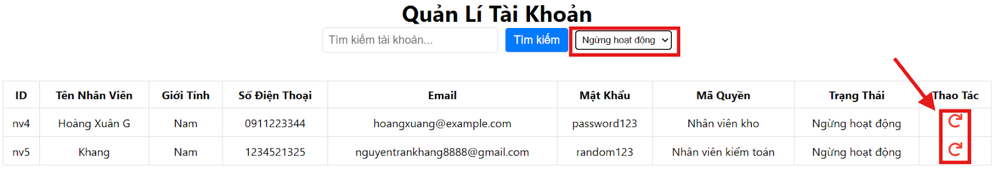 Quản Lí Tài Khoản
Tìm kiếm tài khoản... Tìm kiếm Ngừng hoạt động
ID Tên Nhân Viên Giới Tính Số Điện Thoại Email Mật Khẩu Mã Quyền Trạng Thái Thao Tác
nv4 Hoàng Xuân G Nam 0911223344 hoangxuang@example.com password123 Nhân viên kho Ngừng hoạt động
nv5 Khang Nam 1234521325 nguyentrankhang8888@gmail.com random123 Nhân viên kiểm toán Ngừng hoạt động